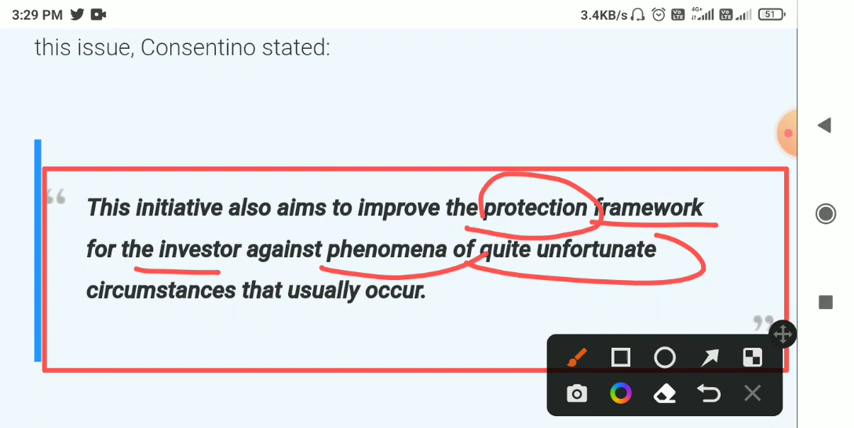 3:29 PM 3.4KB/s 4G+ 51
this issue, Consentino stated:
“
This initiative also aims to improve the protection framework
for the investor against phenomena of quite unfortunate
circumstances that usually occur.
”